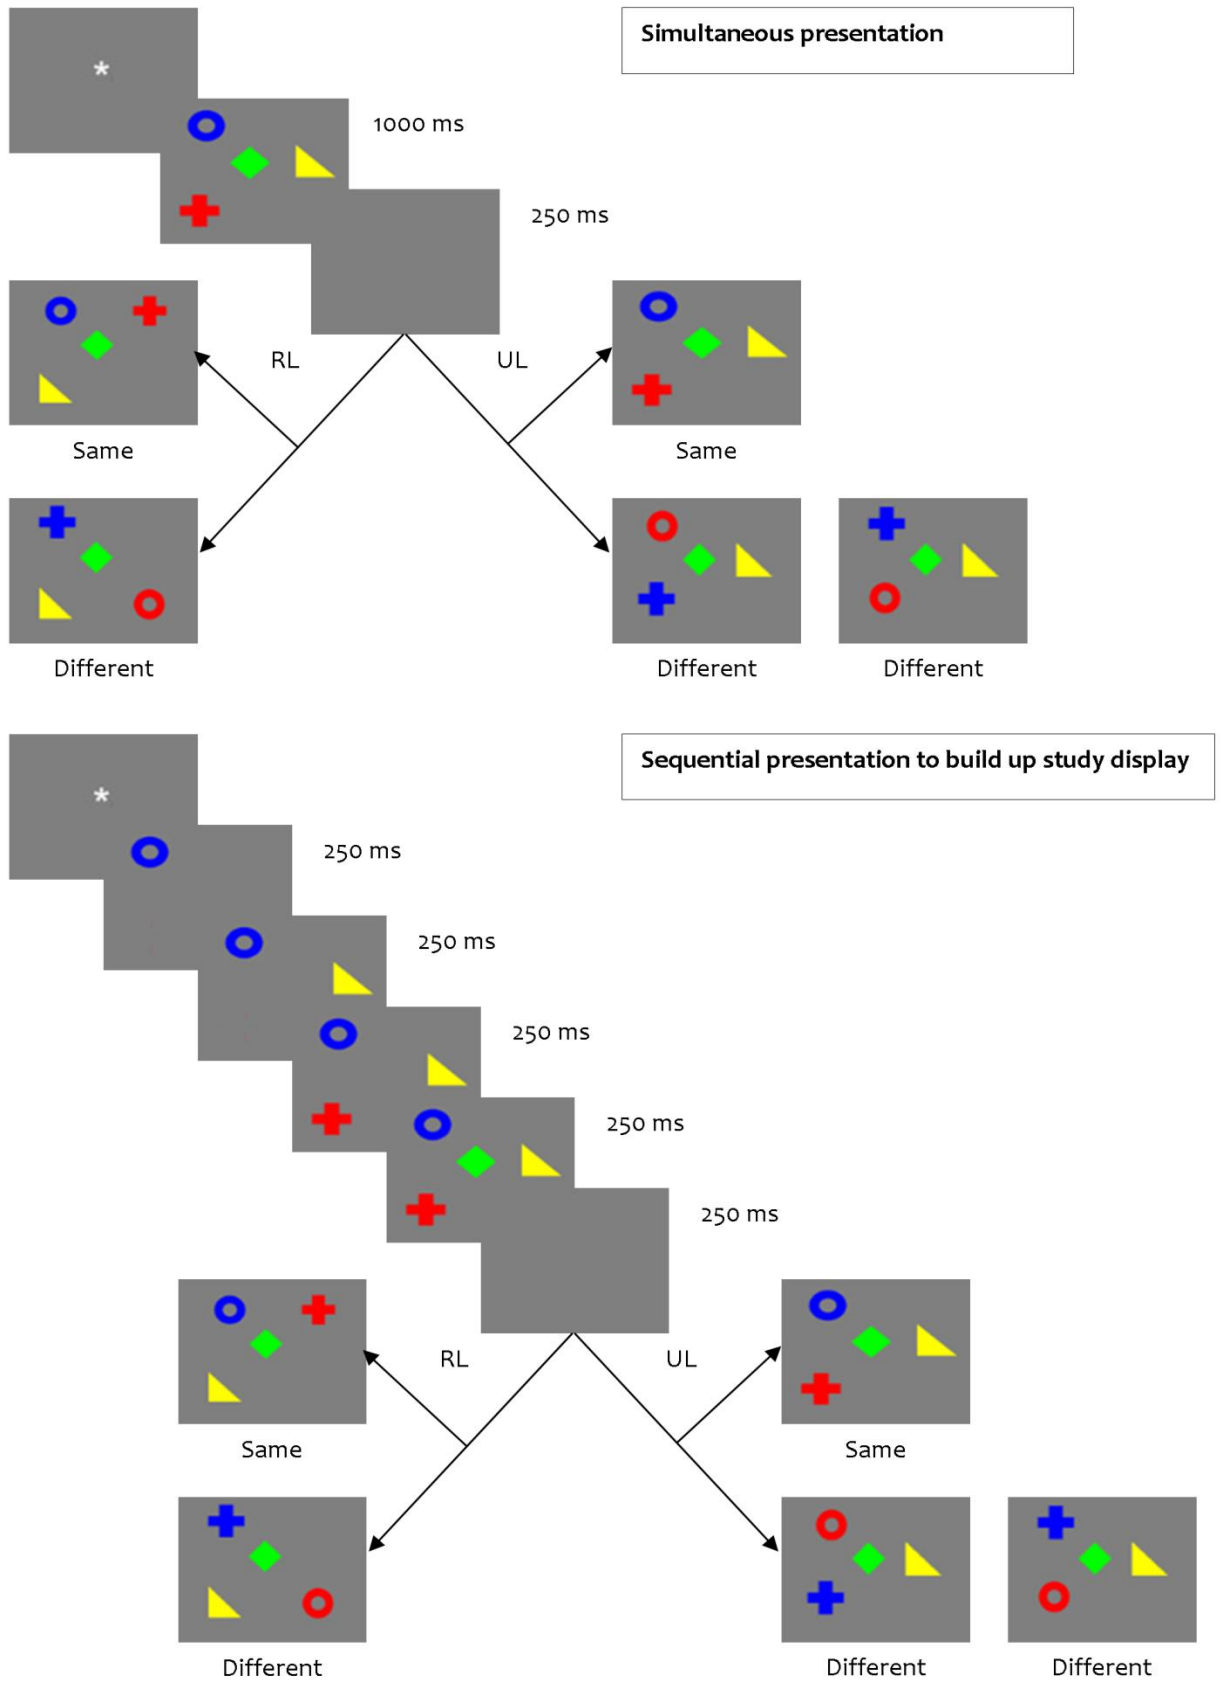 Simultaneous presentation
*
1000 ms
250 ms
RL
UL
Same
Same
Different
Different
Different
Sequential presentation to build up study display
*
250 ms
250 ms
250 ms
250 ms
250 ms
RL
UL
Same
Same
Different
Different
Different